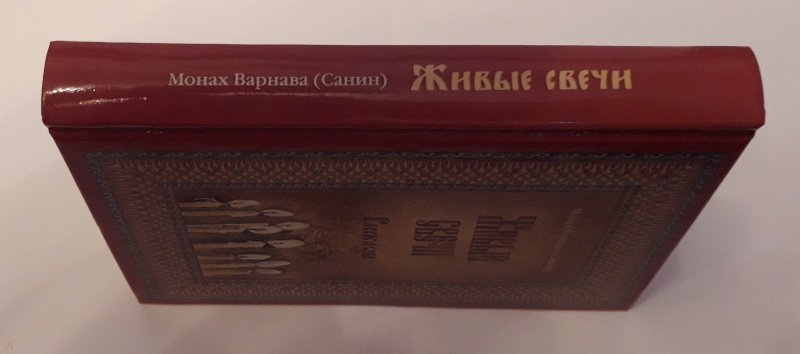 Монах Варнава (Санин) Живые свечи
Живые
свечи